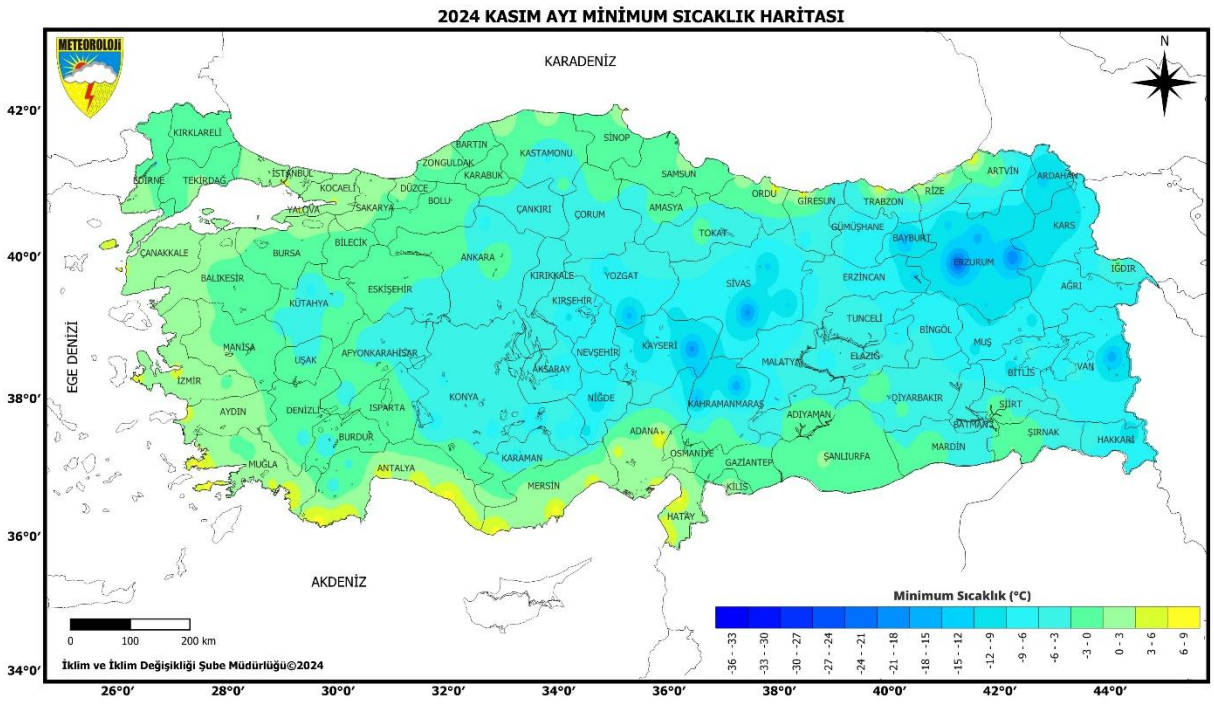 2024 KASIM AYI MİNİMUM SICAKLIK HARİTASI
METEOROLOJİ
KARADENİZ
N
42°0'
40°0'
38°0'
36°0'
34°0'
EGE DENİZİ
AKDENİZ
KIRKLARELİ
EDİRNE
TEKİRDAĞ
İSTANBUL
KOCAELİ
YALOVA
SAKARYA
DÜZCE
BOLU
ZONGULDAK
BARTIN
KARABUK
KASTAMONU
SİNOP
SAMSUN
ORDU
GİRESUN
TRABZON
RİZE
ARTVİN
ARDAHAN
ÇANKIRI
ÇORUM
AMASYA
TOKAT
GÜMÜŞHANE
BAYBURT
KARS
ÇANAKKALE
BALIKESİR
BURSA
BİLECİK
ESKİŞEHİR
ANKARA
KIRIKKALE
YOZGAT
SİVAS
ERZİNCAN
ERZURUM
IĞDIR
AĞRI
KÜTAHYA
KIRŞEHİR
TUNCELİ
BİNGÖL
MUŞ
MANİSA
UŞAK
AFYONKARAHİSAR
NEVŞEHİR
KAYSERİ
MALATYA
ELAZIĞ
BİTLİS
VAN
İZMİR
AKSARAY
KONYA
NİĞDE
KAHRAMANMARAŞ
ADIYAMAN
DİYARBAKIR
BATMAN
SİİRT
AYDIN
DENİZLİ
ISPARTA
BURDUR
ADANA
OSMANİYE
GAZİANTEP
ŞANLIURFA
MARDİN
ŞIRNAK
HAKKARİ
MUĞLA
ANTALYA
KARAMAN
MERSİN
KİLİS
HATAY
Minimum Sıcaklık (°C)
-36 - -33
-33 - -30
-30 - -27
-27 - -24
-24 - -21
-21 - -18
-18 - -15
-15 - -12
-12 - -9
-9 - -6
-6 - -3
-3 - 0
0 - 3
3 - 6
6 - 9
0 100 200 km
İklim ve İklim Değişikliği Şube Müdürlüğü©2024
26°0' 28°0' 30°0' 32°0' 34°0' 36°0' 38°0' 40°0' 42°0' 44°0'